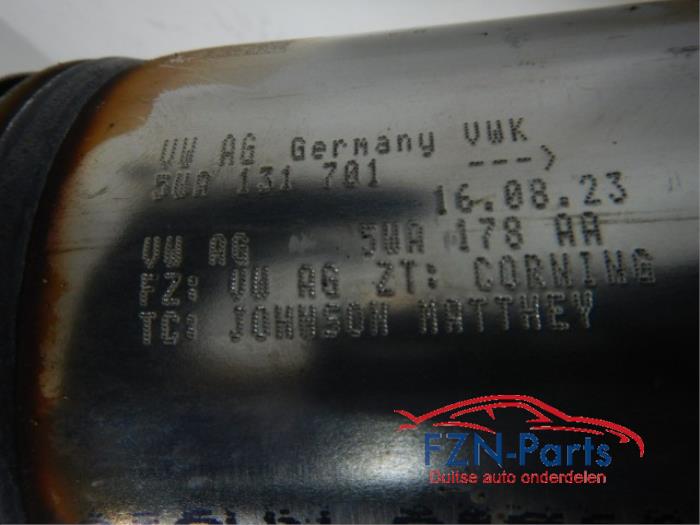 VW AG Germany VWK
5WA 131 701 --->
16.08.23
VW AG 5WA 178 AA
FZ: VW AG ZT: CORNING
TC: JOHNSON MATTHEY
FZN-Parts
Duitse auto onderdelen